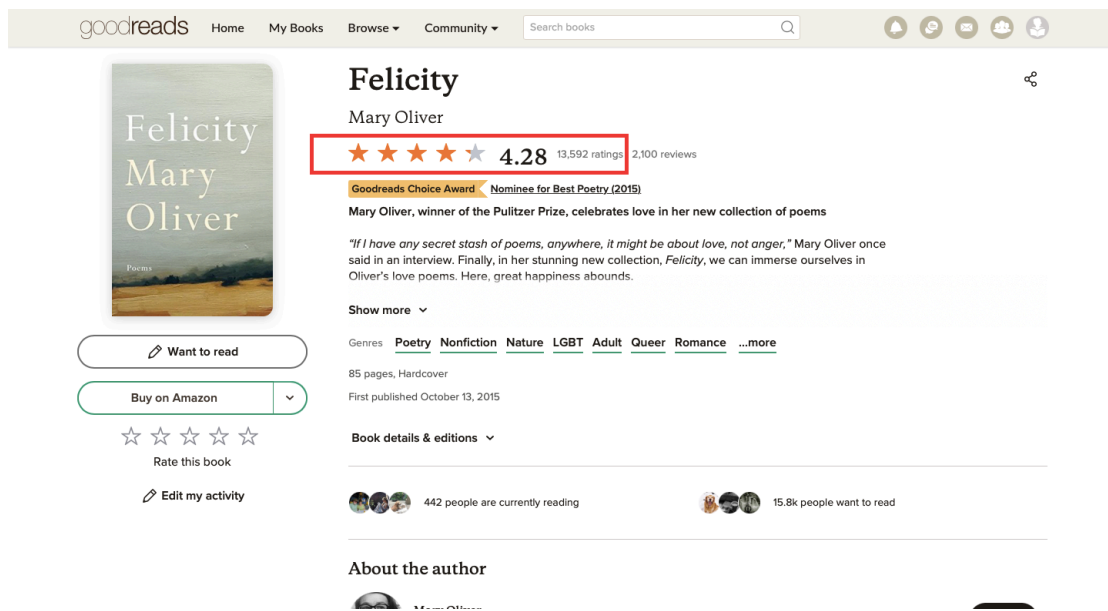 goodreads Home My Books Browse Community Search books
Felicity
Mary
Oliver
Poems
Want to read
Buy on Amazon
Rate this book
Edit my activity
Felicity
Mary Oliver
4.28 13,592 ratings 2,100 reviews
Goodreads Choice Award Nominee for Best Poetry (2015)
Mary Oliver, winner of the Pulitzer Prize, celebrates love in her new collection of poems
“If I have any secret stash of poems, anywhere, it might be about love, not anger,” Mary Oliver once
said in an interview. Finally, in her stunning new collection, Felicity, we can immerse ourselves in
Oliver’s love poems. Here, great happiness abounds.
Show more
Genres Poetry Nonfiction Nature LGBT Adult Queer Romance ...more
85 pages, Hardcover
First published October 13, 2015
Book details & editions
442 people are currently reading 15.8k people want to read
About the author
Mary Oliver